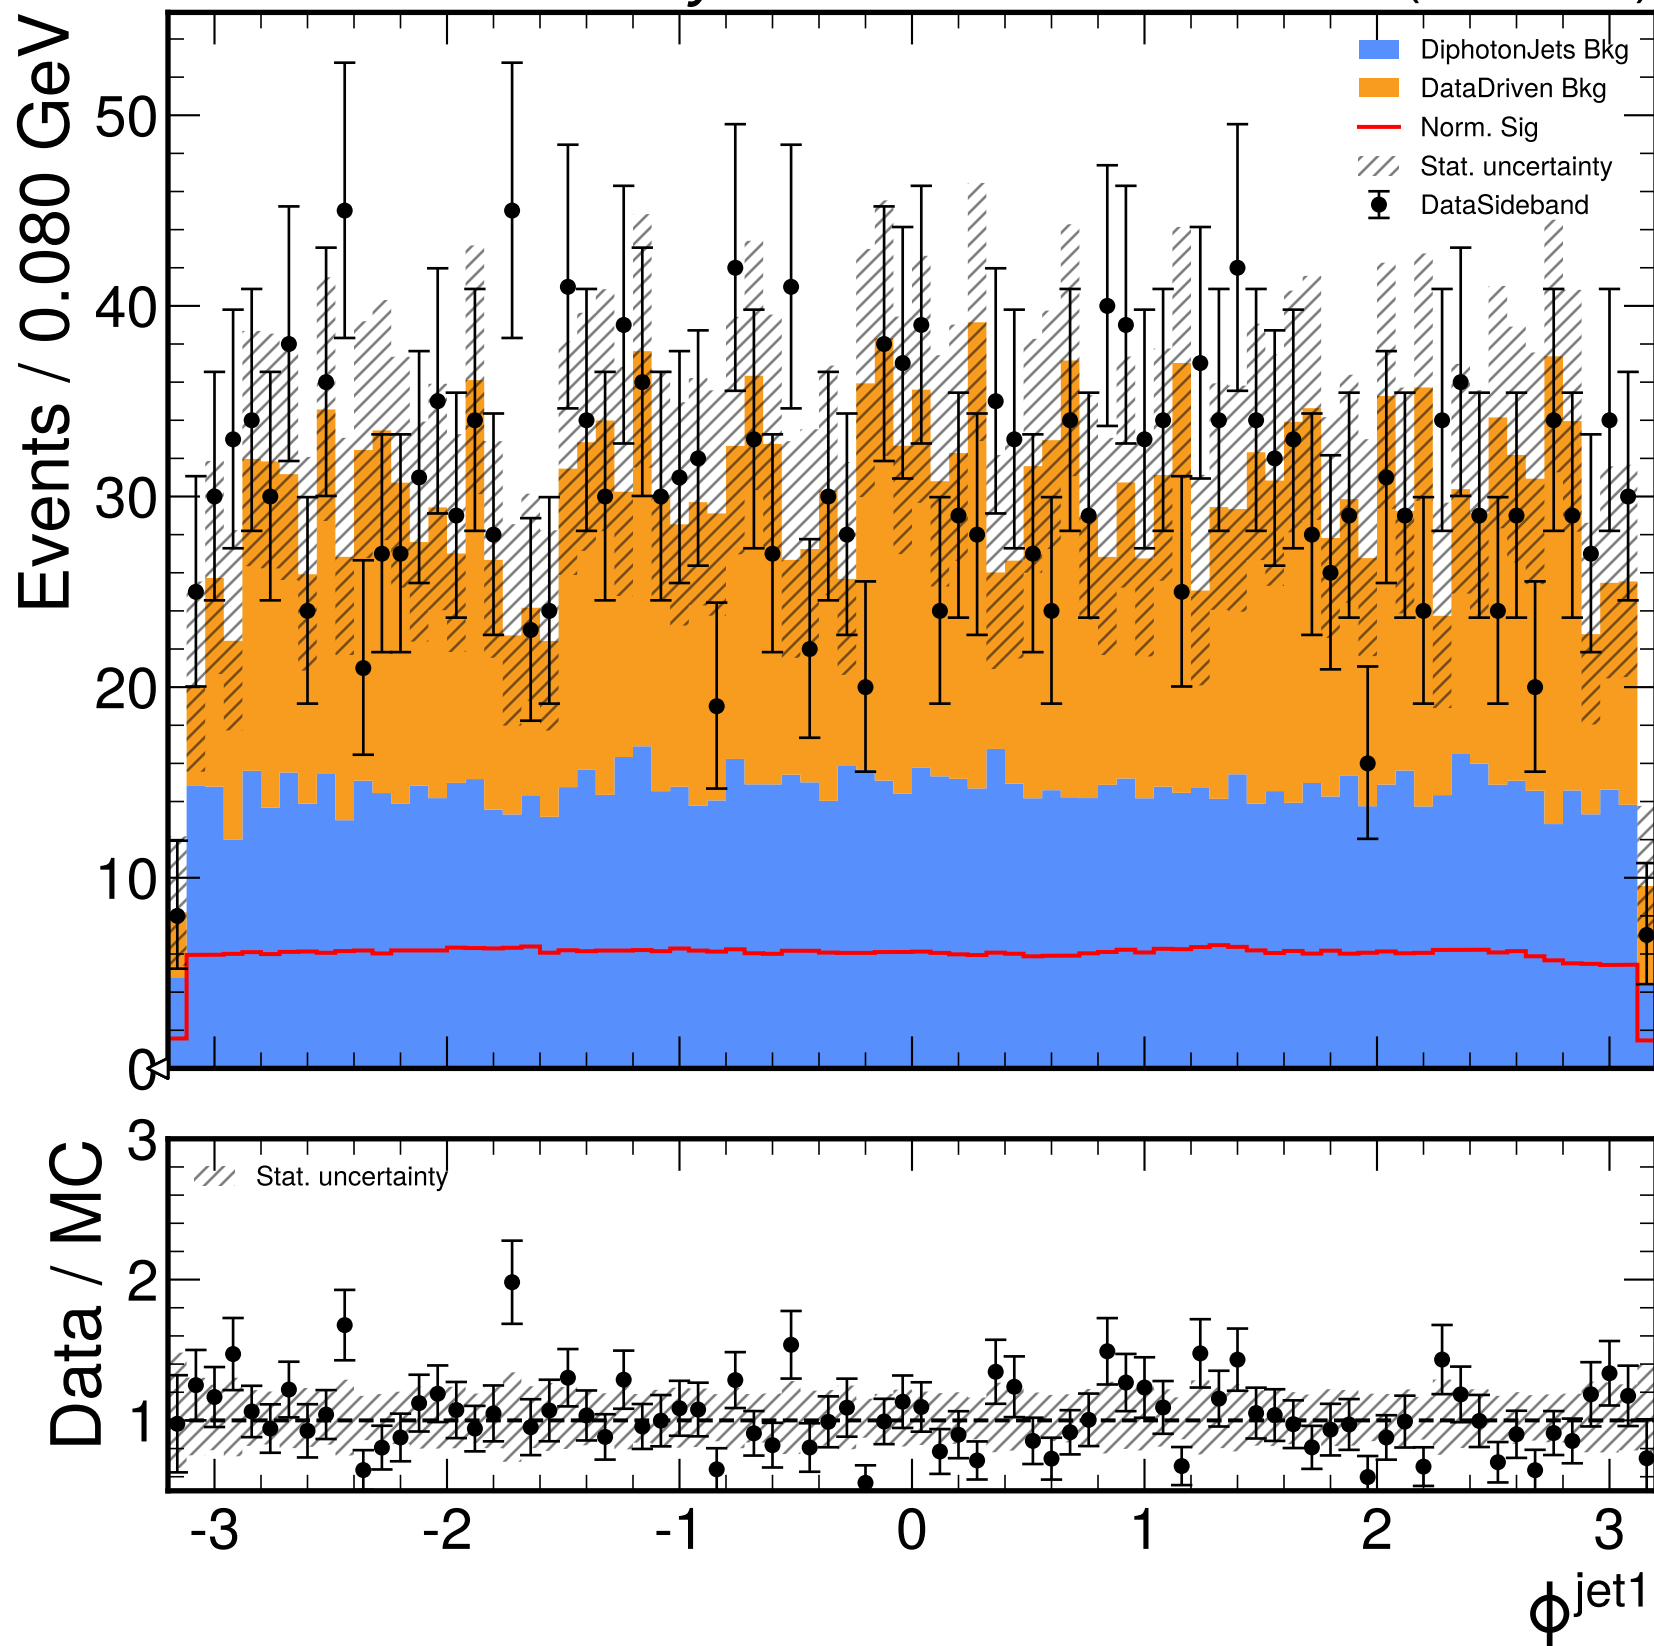 Events / 0.080 GeV
50
40
30
20
10
0
DiphotonJets Bkg
DataDriven Bkg
Norm. Sig
Stat. uncertainty
DataSideband
Data / MC
3
2
1
Stat. uncertainty
-3 -2 -1 0 1 2 3
ϕ^jet1